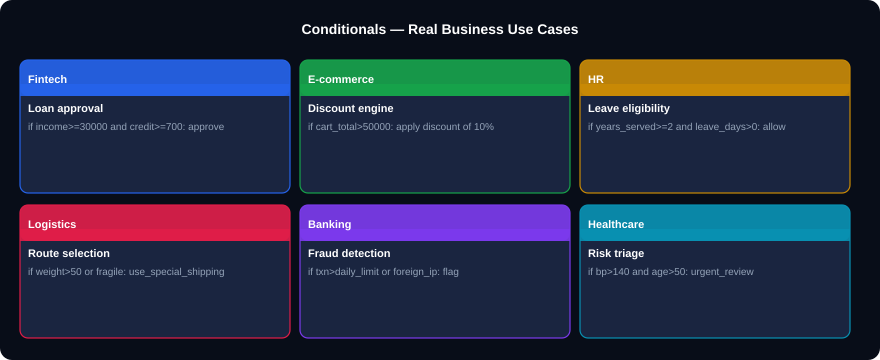 Conditionals — Real Business Use Cases
Fintech
Loan approval
if income>=30000 and credit>=700: approve
E-commerce
Discount engine
if cart_total>50000: apply discount of 10%
HR
Leave eligibility
if years_served>=2 and leave_days>0: allow
Logistics
Route selection
if weight>50 or fragile: use_special_shipping
Banking
Fraud detection
if txn>daily_limit or foreign_ip: flag
Healthcare
Risk triage
if bp>140 and age>50: urgent_review